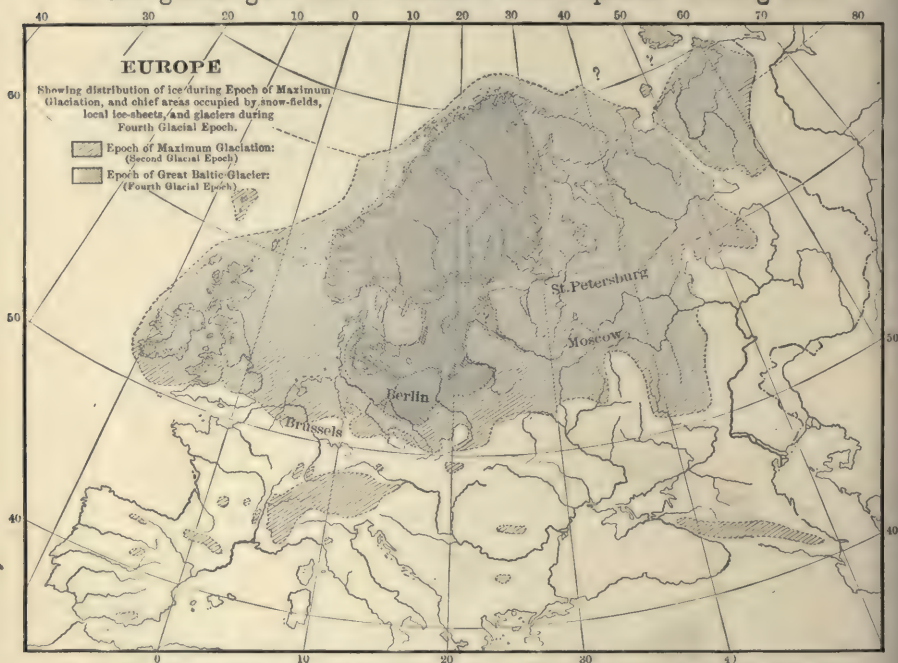 40 30 20 10 0 10 20 30 40 50 60 70 80
EUROPE
Showing distribution of ice during Epoch of Maximum
Glaciation, and chief areas occupied by snow-fields,
local ice-sheets, and glaciers during
Fourth Glacial Epoch.
Epoch of Maximum Glaciation:
(Second Glacial Epoch)
Epoch of Great Baltic Glacier:
(Fourth Glacial Epoch)
?
?
60
St. Petersburg
50
Moscow
50
Berlin
Brussels
40
40
0 10 20 30